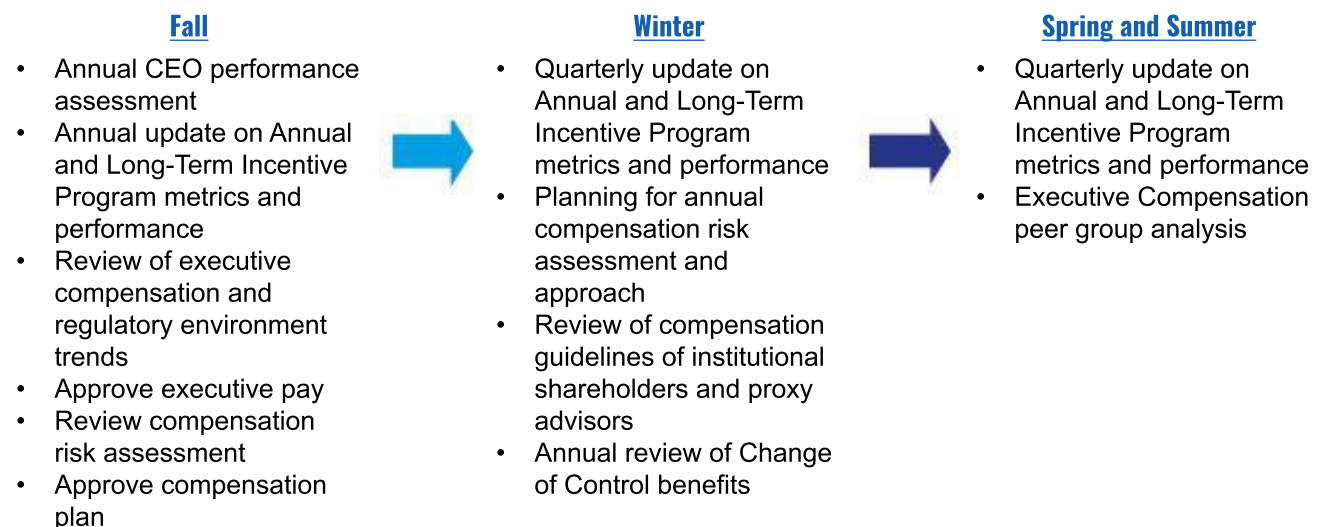 Fall
• Annual CEO performance
assessment
• Annual update on Annual
and Long-Term Incentive
Program metrics and
performance
• Review of executive
compensation and
regulatory environment
trends
• Approve executive pay
• Review compensation
risk assessment
• Approve compensation
plan
Winter
• Quarterly update on
Annual and Long-Term
Incentive Program
metrics and performance
• Planning for annual
compensation risk
assessment and
approach
• Review of compensation
guidelines of institutional
shareholders and proxy
advisors
• Annual review of Change
of Control benefits
Spring and Summer
• Quarterly update on
Annual and Long-Term
Incentive Program
metrics and performance
• Executive Compensation
peer group analysis